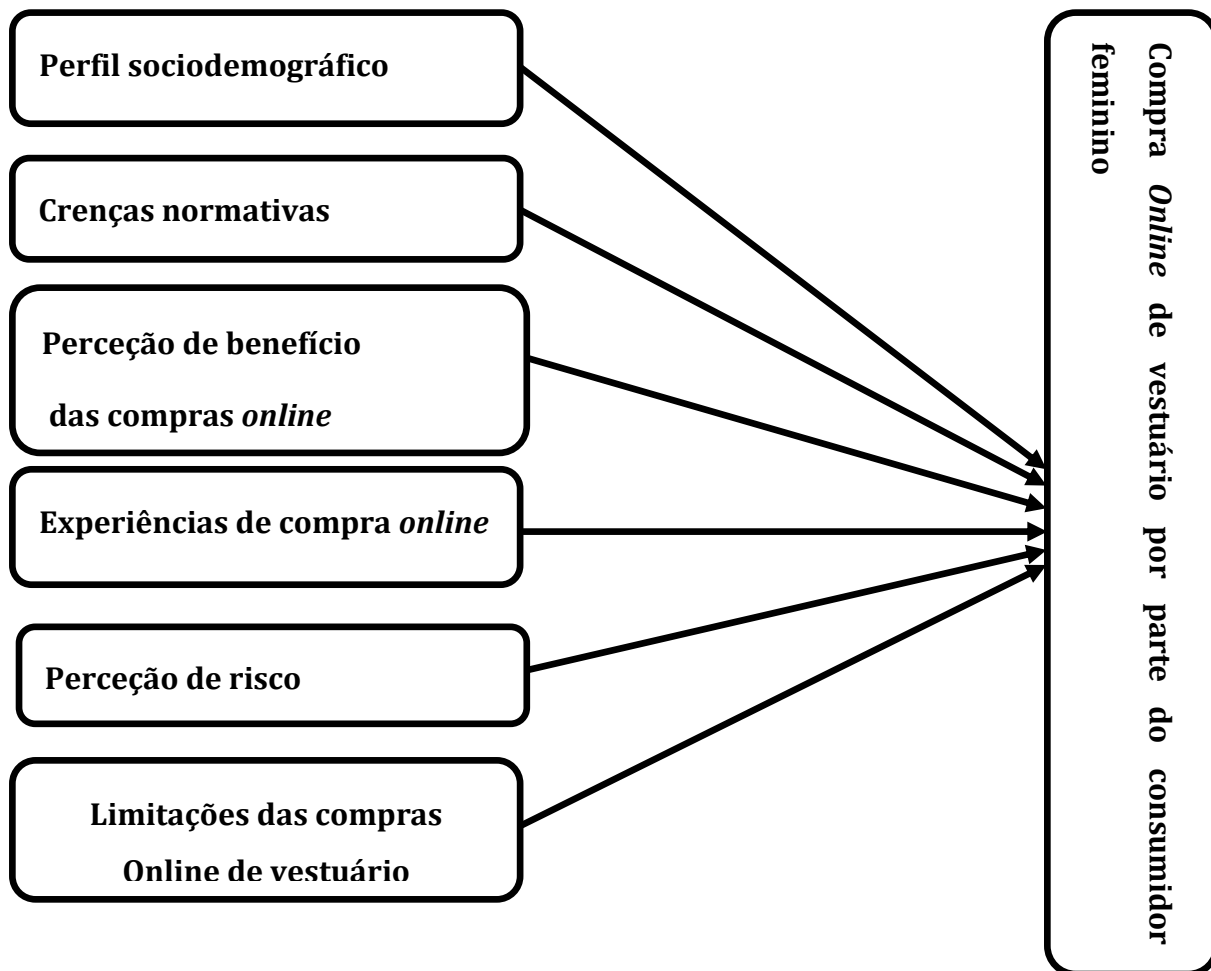 Perfil sociodemográfico
Crenças normativas
Perceção de benefício
das compras online
Experiências de compra online
Perceção de risco
Limitações das compras
Online de vestuário
Compra Online de vestuário por parte do consumidor
feminino